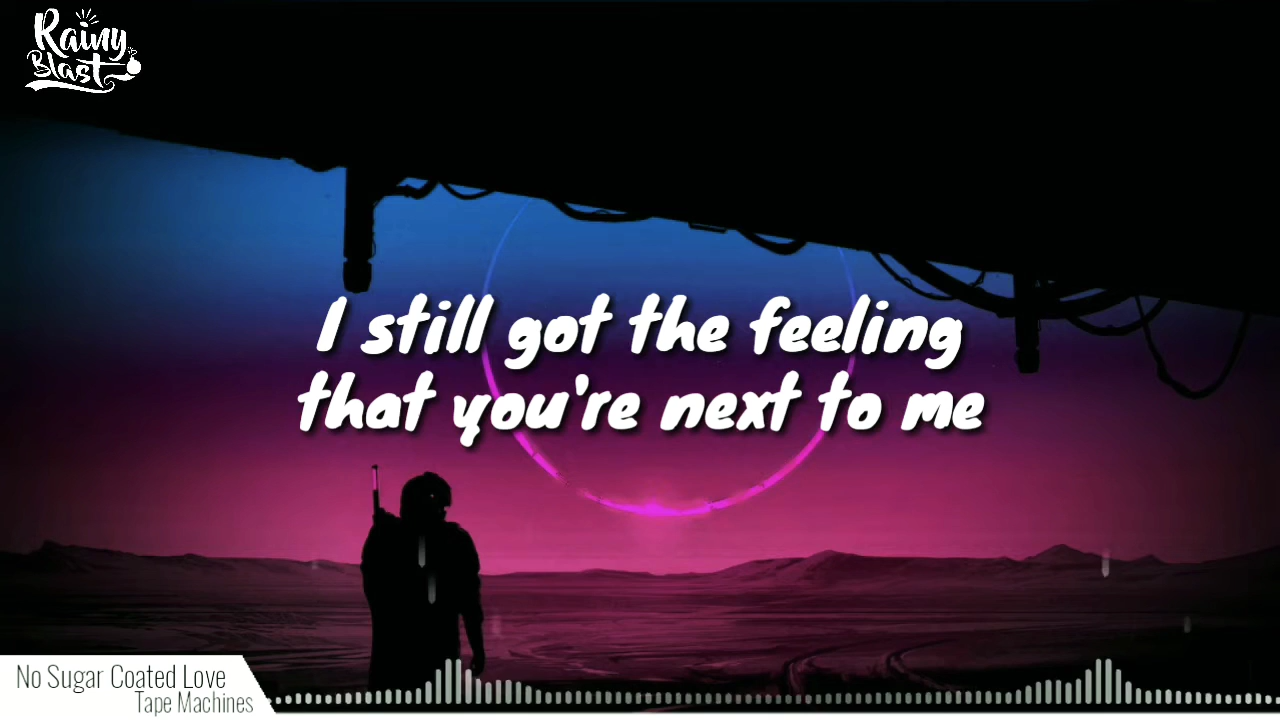 Rainy
Blast
I still got the feeling
that you're next to me
No Sugar Coated Love
Tape Machines